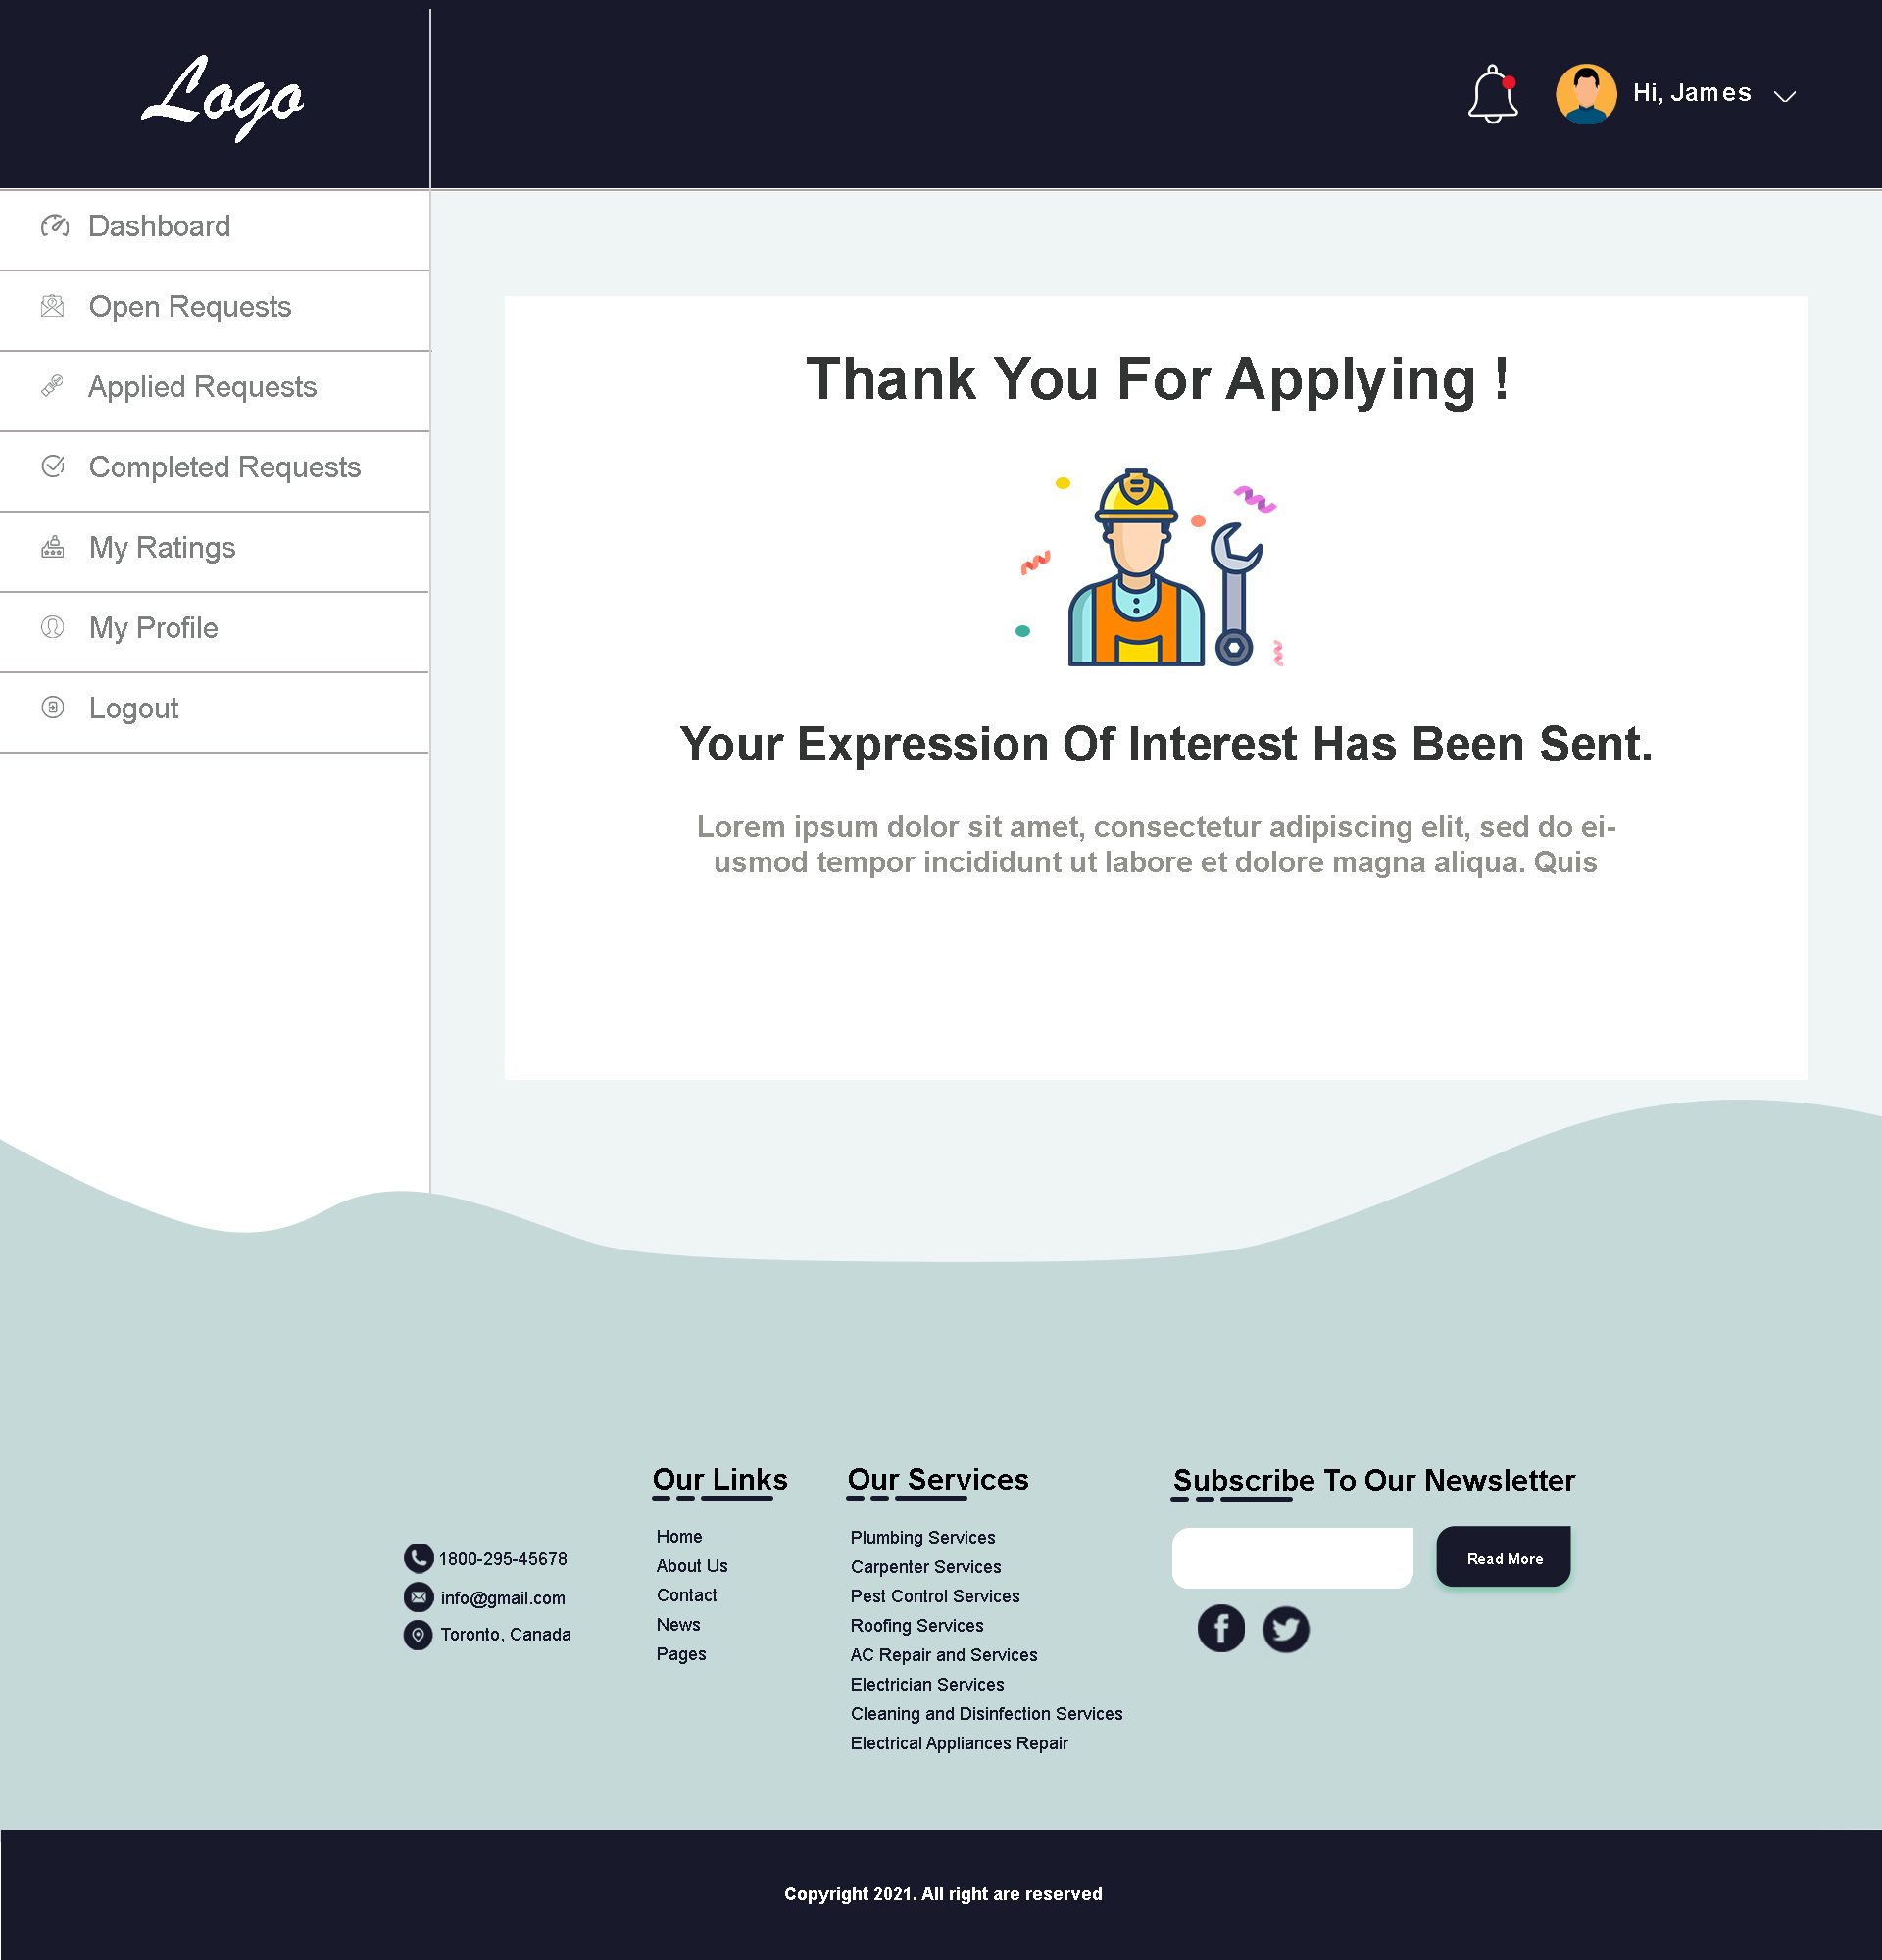 Logo
Hi, James
Dashboard
Open Requests
Applied Requests
Completed Requests
My Ratings
My Profile
Logout
Thank You For Applying !
Your Expression Of Interest Has Been Sent.
Lorem ipsum dolor sit amet, consectetur adipiscing elit, sed do ei-
usmod tempor incididunt ut labore et dolore magna aliqua. Quis
1800-295-45678
info@gmail.com
Toronto, Canada
Our Links
Home
About Us
Contact
News
Pages
Our Services
Plumbing Services
Carpenter Services
Pest Control Services
Roofing Services
AC Repair and Services
Electrician Services
Cleaning and Disinfection Services
Electrical Appliances Repair
Subscribe To Our Newsletter
Read More
Copyright 2021. All right are reserved